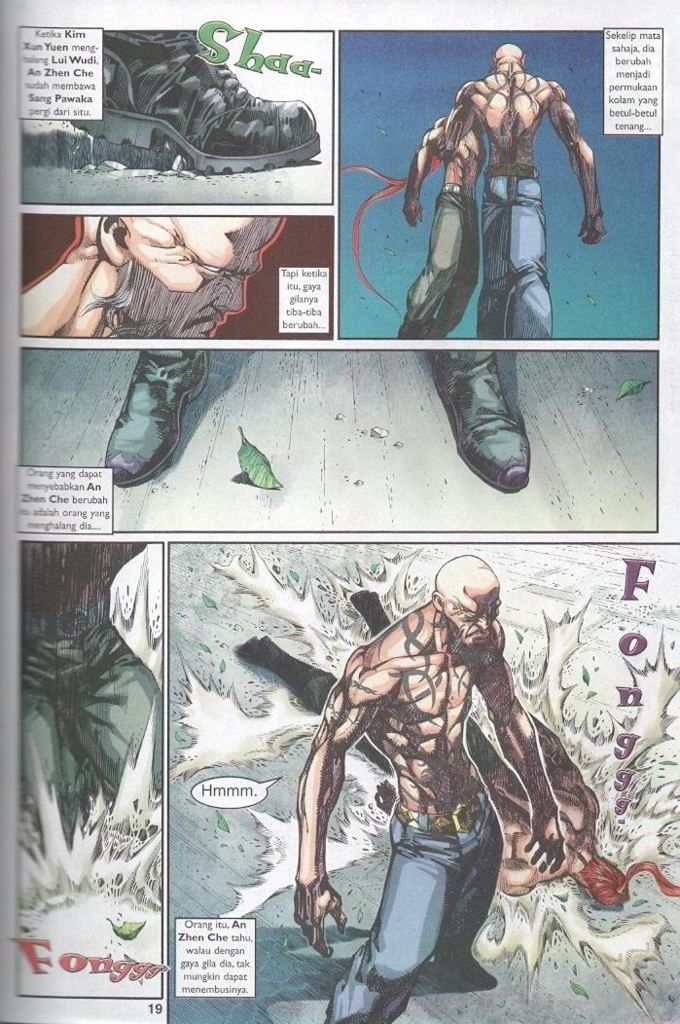 Ketika Kim
Xun Yuen meng-
halang Lui Wudi,
An Zhen Che
sudah membawa
Sang Pawaka
pergi dari situ.
Shaa-
Sekelip mata
sahaja, dia
berubah
menjadi
permukaan
kolam yang
betul-betul
tenang...
Tapi ketika
itu, gaya
gilanya
tiba-tiba
berubah...
Orang yang dapat
menyebabkan An
Zhen Che berubah
itu adalah orang yang
menghalang dia....
Fonggg
Fonggg
Hmmm.
Orang itu, An
Zhen Che tahu,
walau dengan
gaya gila dia, tak
mungkin dapat
menembusinya.
19